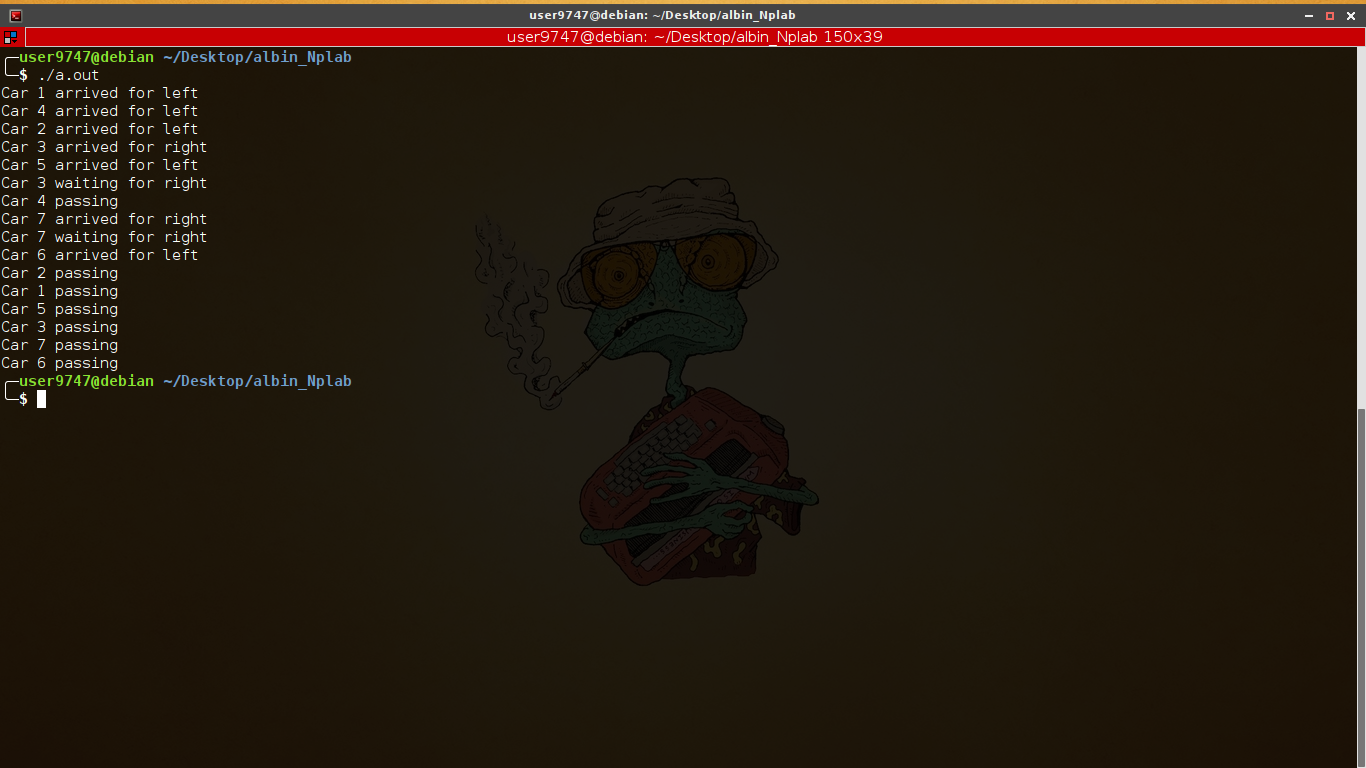 user9747@debian: ~/Desktop/albin_Nplab
user9747@debian: ~/Desktop/albin_Nplab 150x39
user9747@debian ~/Desktop/albin_Nplab
$ ./a.out
Car 1 arrived for left
Car 4 arrived for left
Car 2 arrived for left
Car 3 arrived for right
Car 5 arrived for left
Car 3 waiting for right
Car 4 passing
Car 7 arrived for right
Car 7 waiting for right
Car 6 arrived for left
Car 2 passing
Car 1 passing
Car 5 passing
Car 3 passing
Car 7 passing
Car 6 passing
user9747@debian ~/Desktop/albin_Nplab
$